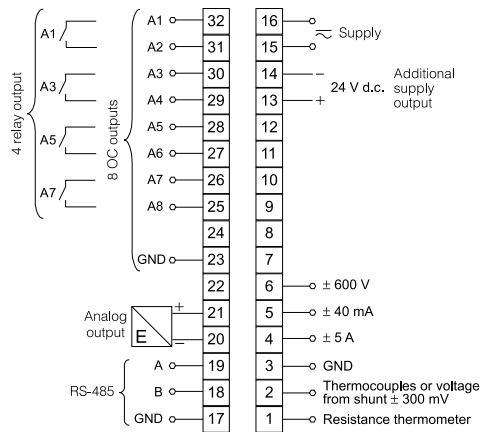 A1
A3
A5
A7
4 relay output
8 OC outputs
A1 32
A2 31
A3 30
A4 29
A5 28
A6 27
A7 26
A8 25
24
GND 23
22
Analog output
E
+ 21
− 20
RS-485
A 19
B 18
GND 17
16
15
Supply
14 −
13 +
24 V d.c.
Additional
supply
output
12
11
10
9
8
7
6 ± 600 V
5 ± 40 mA
4 ± 5 A
3 GND
2 Thermocouples or voltage
from shunt ± 300 mV
1 Resistance thermometer